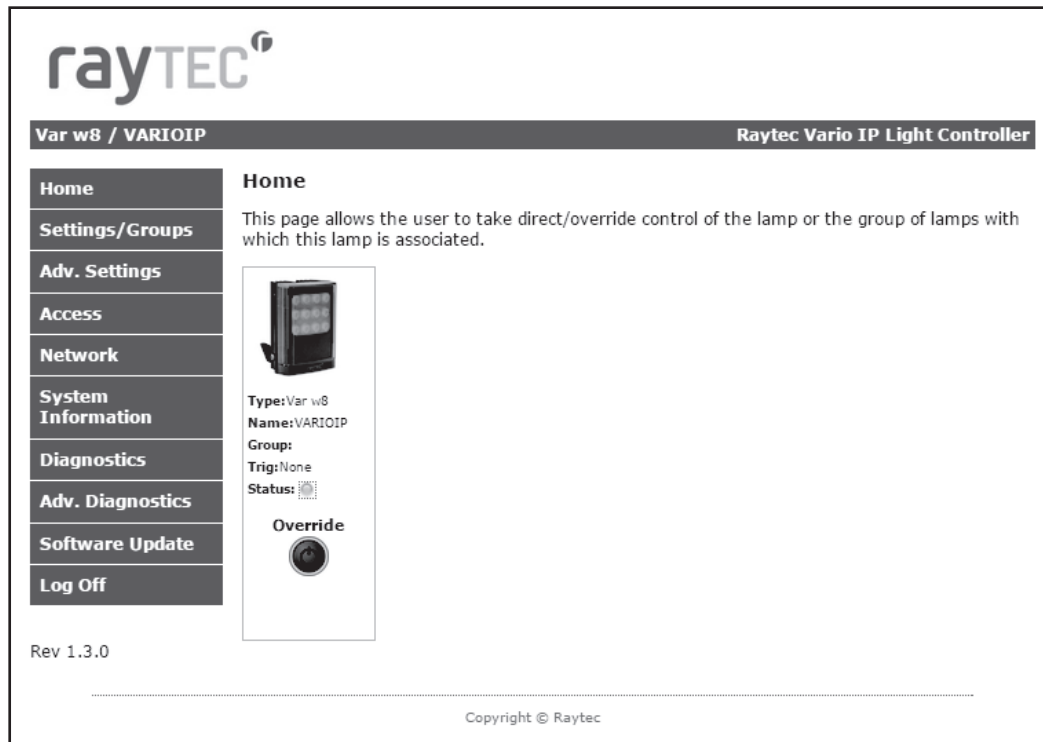 rayTEC
Var w8 / VARIOIP Raytec Vario IP Light Controller
Home
Settings/Groups
Adv. Settings
Access
Network
System
Information
Diagnostics
Adv. Diagnostics
Software Update
Log Off
Rev 1.3.0
Home
This page allows the user to take direct/override control of the lamp or the group of lamps with
which this lamp is associated.
Type:Var w8
Name:VARIOIP
Group:
Trig:None
Status:
Override
Copyright © Raytec